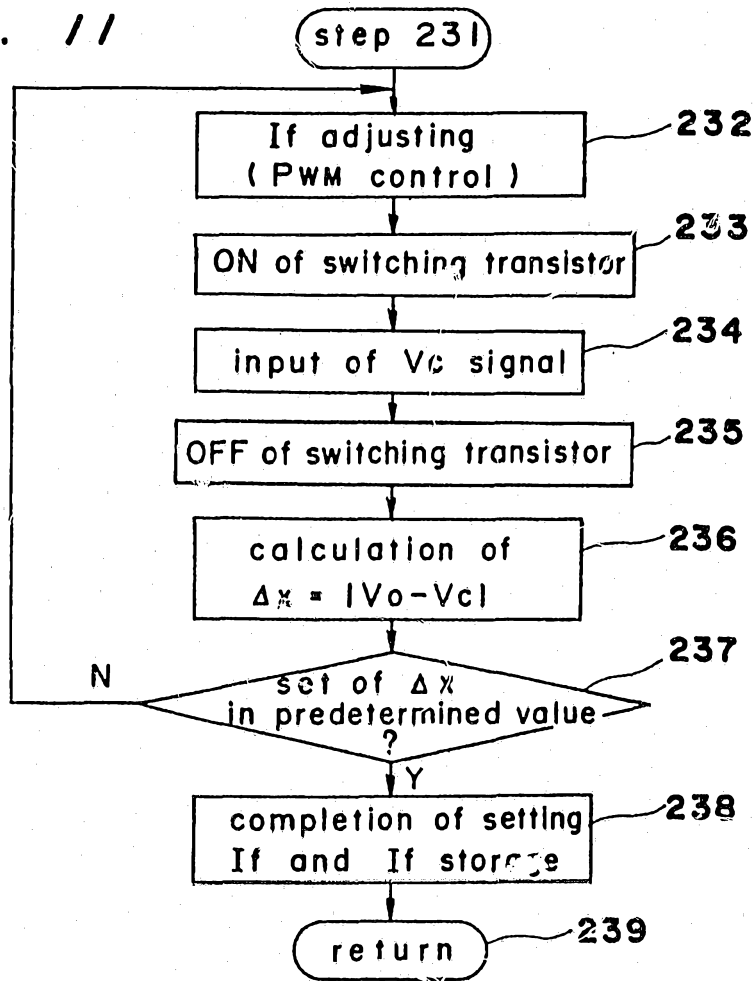 . 11
step 231
If adjusting
(PWM control)
232
ON of switching transistor
233
input of Vc signal
234
OFF of switching transistor
235
calculation of
Δx = |Vo-Vc|
236
N
set of Δx
in predetermined value
?
237
Y
completion of setting
If and If storage
238
return
239